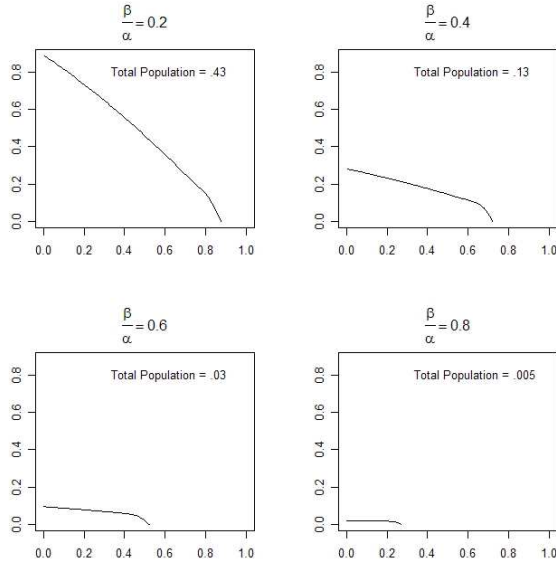 β/α = 0.2
Total Population = .43
0.0 0.2 0.4 0.6 0.8
0.0 0.2 0.4 0.6 0.8 1.0
β/α = 0.4
Total Population = .13
0.0 0.2 0.4 0.6 0.8
0.0 0.2 0.4 0.6 0.8 1.0
β/α = 0.6
Total Population = .03
0.0 0.2 0.4 0.6 0.8
0.0 0.2 0.4 0.6 0.8 1.0
β/α = 0.8
Total Population = .005
0.0 0.2 0.4 0.6 0.8
0.0 0.2 0.4 0.6 0.8 1.0